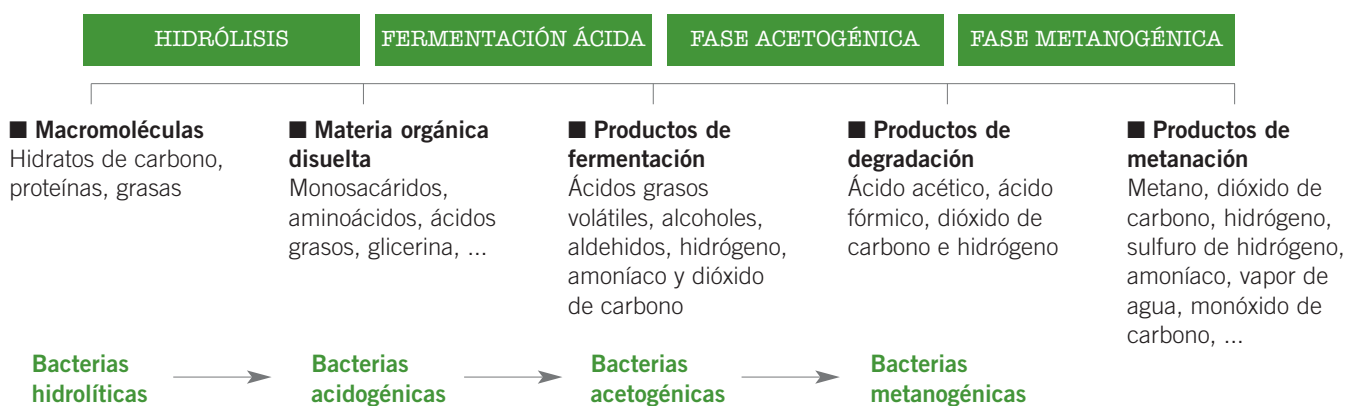 HIDRÓLISIS
FERMENTACIÓN ÁCIDA
FASE ACETOGÉNICA
FASE METANOGÉNICA
■ Macromoléculas
Hidratos de carbono,
proteínas, grasas
■ Materia orgánica
disuelta
Monosacáridos,
aminoácidos, ácidos
grasos, glicerina, ...
■ Productos de
fermentación
Ácidos grasos
volátiles, alcoholes,
aldehidos, hidrógeno,
amoníaco y dióxido
de carbono
■ Productos de
degradación
Ácido acético, ácido
fórmico, dióxido de
carbono e hidrógeno
■ Productos de
metanación
Metano, dióxido de
carbono, hidrógeno,
sulfuro de hidrógeno,
amoníaco, vapor de
agua, monóxido de
carbono, ...
Bacterias
hidrolíticas
Bacterias
acidogénicas
Bacterias
acetogénicas
Bacterias
metanogénicas